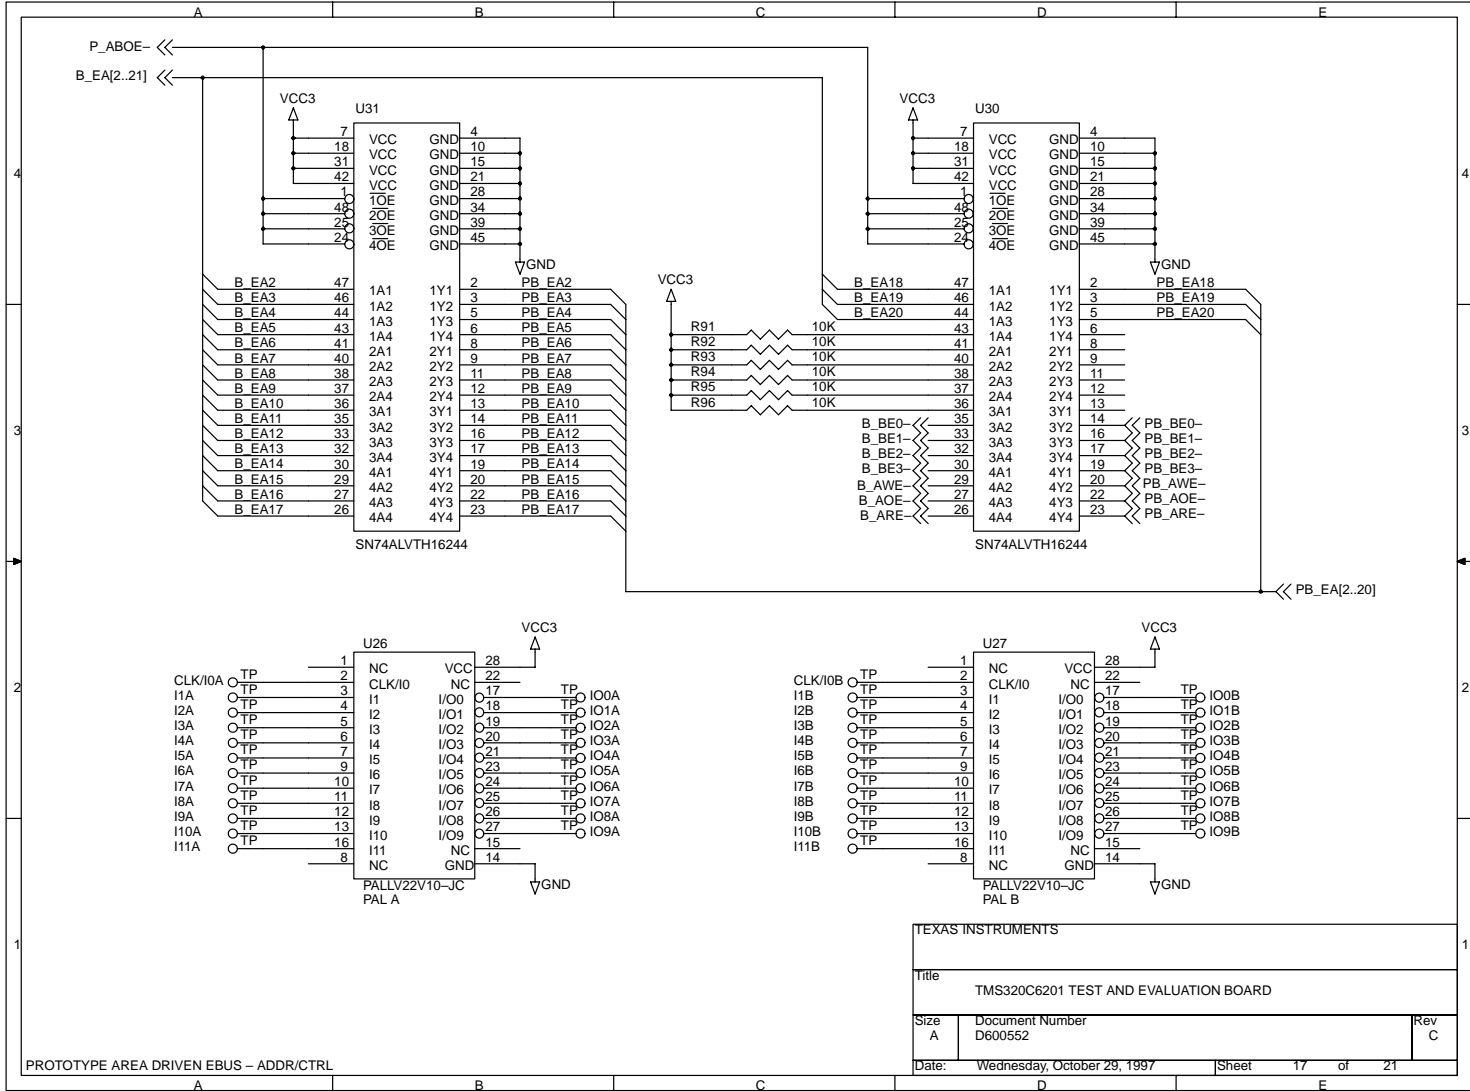 A B C D E
P_ABOE–
B_EA[2..21]
VCC3 U31 VCC3 U30
7 VCC GND 4 7 VCC GND 4
18 VCC GND 10 18 VCC GND 10
31 VCC GND 15 31 VCC GND 15
4 42 VCC GND 21 42 VCC GND 21 4
1 1OE GND 28 1 1OE GND 28
48 2OE GND 34 48 2OE GND 34
25 3OE GND 39 25 3OE GND 39
24 4OE GND 45 24 4OE GND 45
GND GND
B_EA2 47 1A1 1Y1 2 PB_EA2 VCC3 B_EA18 47 1A1 1Y1 2 PB_EA18
B_EA3 46 1A2 1Y2 3 PB_EA3 B_EA19 46 1A2 1Y2 3 PB_EA19
B_EA4 44 1A3 1Y3 5 PB_EA4 B_EA20 44 1A3 1Y3 5 PB_EA20
B_EA5 43 1A4 1Y4 6 PB_EA5 R91 10K 43 1A4 1Y4 6
B_EA6 41 2A1 2Y1 8 PB_EA6 R92 10K 41 2A1 2Y1 8
B_EA7 40 2A2 2Y2 9 PB_EA7 R93 10K 40 2A2 2Y2 9
B_EA8 38 2A3 2Y3 11 PB_EA8 R94 10K 38 2A3 2Y3 11
B_EA9 37 2A4 2Y4 12 PB_EA9 R95 10K 37 2A4 2Y4 12
B_EA10 36 3A1 3Y1 13 PB_EA10 R96 10K 36 3A1 3Y1 13
B_EA11 35 3A2 3Y2 14 PB_EA11 B_BE0– 35 3A2 3Y2 14 PB_BE0–
3 B_EA12 33 3A3 3Y3 16 PB_EA12 B_BE1– 33 3A3 3Y3 16 PB_BE1– 3
B_EA13 32 3A4 3Y4 17 PB_EA13 B_BE2– 32 3A4 3Y4 17 PB_BE2–
B_EA14 30 4A1 4Y1 19 PB_EA14 B_BE3– 30 4A1 4Y1 19 PB_BE3–
B_EA15 29 4A2 4Y2 20 PB_EA15 B_AWE– 29 4A2 4Y2 20 PB_AWE–
B_EA16 27 4A3 4Y3 22 PB_EA16 B_AOE– 27 4A3 4Y3 22 PB_AOE–
B_EA17 26 4A4 4Y4 23 PB_EA17 B_ARE– 26 4A4 4Y4 23 PB_ARE–
SN74ALVTH16244 SN74ALVTH16244
PB_EA[2..20]
U26 VCC3 U27 VCC3
1 NC VCC 28 1 NC VCC 28
CLK/I0A TP 2 CLK/I0 NC 22 CLK/I0B TP 2 CLK/I0 NC 22
2 I1A TP 3 I1 I/O0 17 TP IO0A I1B TP 3 I1 I/O0 17 TP IO0B 2
I2A TP 4 I2 I/O1 18 TP IO1A I2B TP 4 I2 I/O1 18 TP IO1B
I3A TP 5 I3 I/O2 19 TP IO2A I3B TP 5 I3 I/O2 19 TP IO2B
I4A TP 6 I4 I/O3 20 TP IO3A I4B TP 6 I4 I/O3 20 TP IO3B
I5A TP 7 I5 I/O4 21 TP IO4A I5B TP 7 I5 I/O4 21 TP IO4B
I6A TP 9 I6 I/O5 23 TP IO5A I6B TP 9 I6 I/O5 23 TP IO5B
I7A TP 10 I7 I/O6 24 TP IO6A I7B TP 10 I7 I/O6 24 TP IO6B
I8A TP 11 I8 I/O7 25 TP IO7A I8B TP 11 I8 I/O7 25 TP IO7B
I9A TP 12 I9 I/O8 26 TP IO8A I9B TP 12 I9 I/O8 26 TP IO8B
I10A TP 13 I10 I/O9 27 TP IO9A I10B TP 13 I10 I/O9 27 TP IO9B
I11A TP 16 I11 NC 15 I11B TP 16 I11 NC 15
8 NC GND 14 8 NC GND 14
PALLV22V10–JC GND PALLV22V10–JC GND
PAL A PAL B
TEXAS INSTRUMENTS
1 1
Title
TMS320C6201 TEST AND EVALUATION BOARD
Size Document Number Rev
A D600552 C
PROTOTYPE AREA DRIVEN EBUS – ADDR/CTRL
Date: Wednesday, October 29, 1997 Sheet 17 of 21
A B C D E